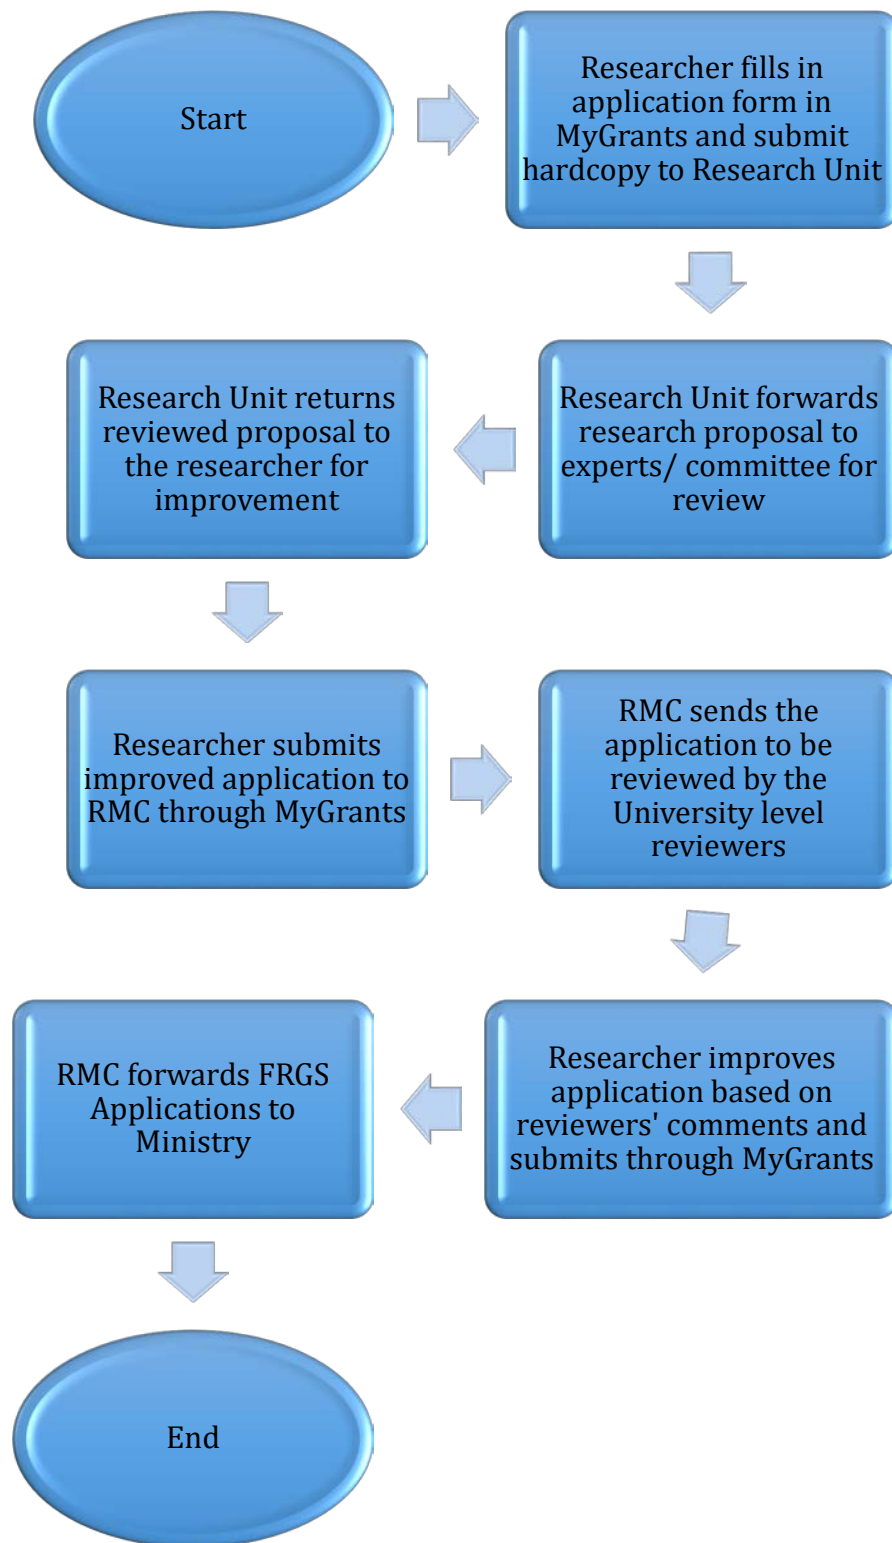 Start
Researcher fills in
application form in
MyGrants and submit
hardcopy to Research Unit
Research Unit forwards
research proposal to
experts/ committee for
review
Research Unit returns
reviewed proposal to
the researcher for
improvement
Researcher submits
improved application to
RMC through MyGrants
RMC sends the
application to be
reviewed by the
University level
reviewers
Researcher improves
application based on
reviewers' comments and
submits through MyGrants
RMC forwards FRGS
Applications to
Ministry
End